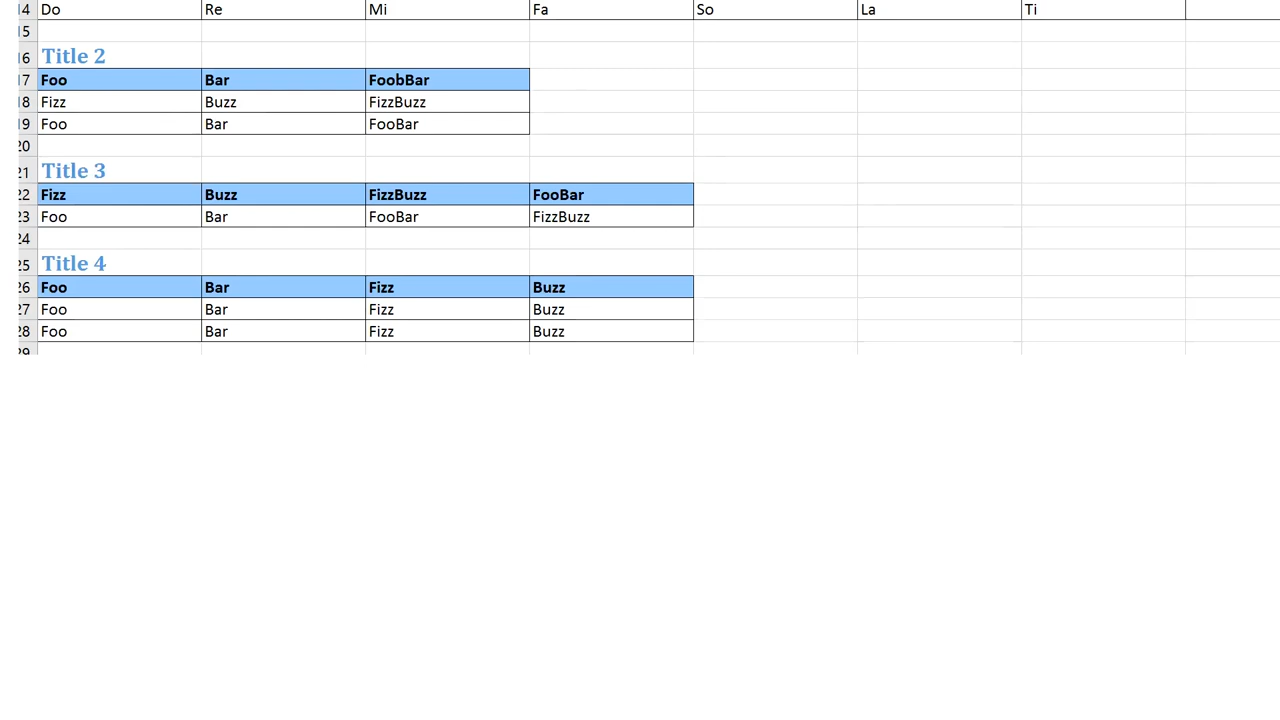 14 Do Re Mi Fa So La Ti
15
16 Title 2
17 Foo Bar FoobBar
18 Fizz Buzz FizzBuzz
19 Foo Bar FooBar
20
21 Title 3
22 Fizz Buzz FizzBuzz FooBar
23 Foo Bar FooBar FizzBuzz
24
25 Title 4
26 Foo Bar Fizz Buzz
27 Foo Bar Fizz Buzz
28 Foo Bar Fizz Buzz
29